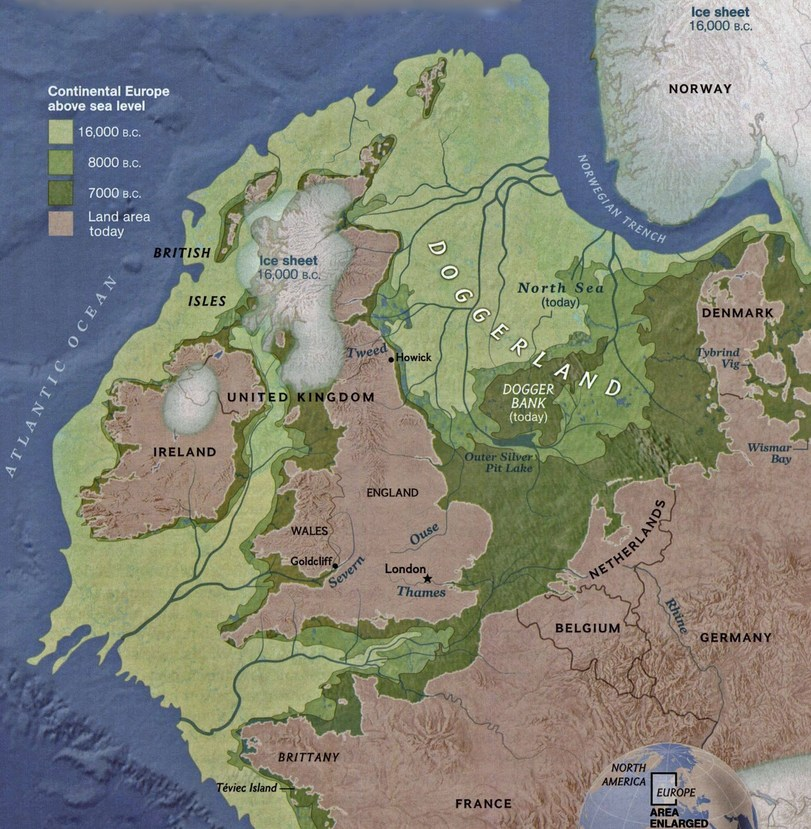 Ice sheet
16,000 B.C.
NORWAY
Continental Europe
above sea level
16,000 B.C.
8000 B.C.
7000 B.C.
Land area
today
NORWEGIAN TRENCH
BRITISH
ISLES
ATLANTIC OCEAN
Ice sheet
16,000 B.C.
DOGGERLAND
North Sea
(today)
DENMARK
Tweed
Howick
Tybrind
Vig
DOGGER
BANK
(today)
UNITED KINGDOM
IRELAND
Outer Silver
Pit Lake
Wismar
Bay
ENGLAND
WALES
Ouse
NETHERLANDS
Goldcliff
Severn
London
Thames
BELGIUM
Rhine
GERMANY
BRITTANY
Téviec Island
FRANCE
NORTH
AMERICA
EUROPE
AREA
ENLARGED